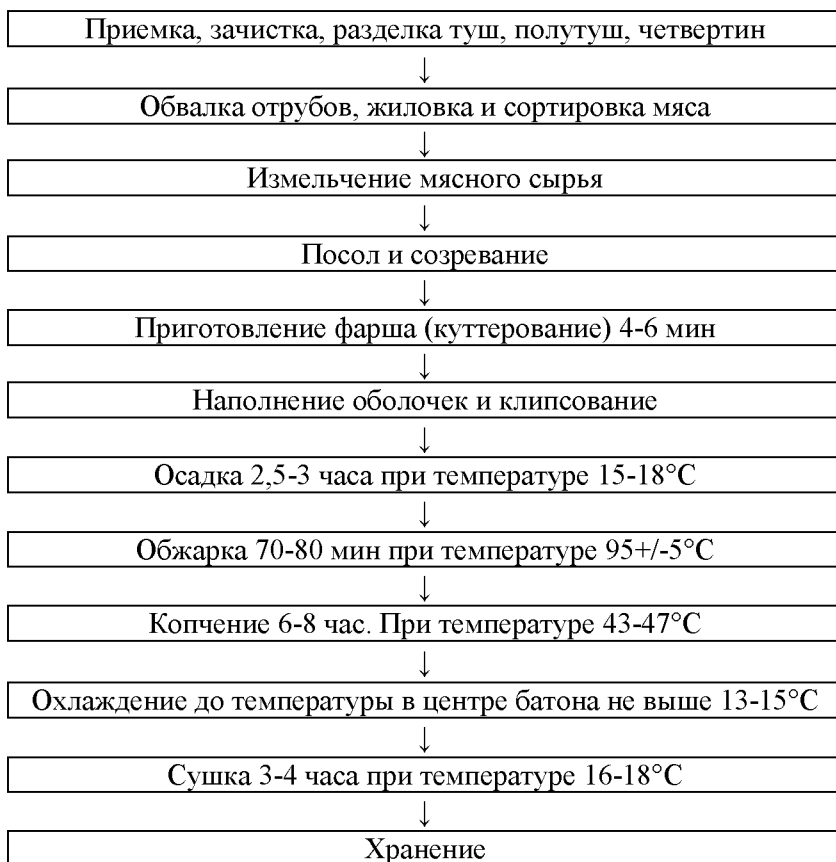 Приемка, зачистка, разделка туш, полутуш, четвертин
↓
Обвалка отрубов, жиловка и сортировка мяса
↓
Измельчение мясного сырья
↓
Посол и созревание
↓
Приготовление фарша (куттерование) 4-6 мин
↓
Наполнение оболочек и клипсование
↓
Осадка 2,5-3 часа при температуре 15-18°С
↓
Обжарка 70-80 мин при температуре 95+/-5°С
↓
Копчение 6-8 час. При температуре 43-47°С
↓
Охлаждение до температуры в центре батона не выше 13-15°С
↓
Сушка 3-4 часа при температуре 16-18°С
↓
Хранение